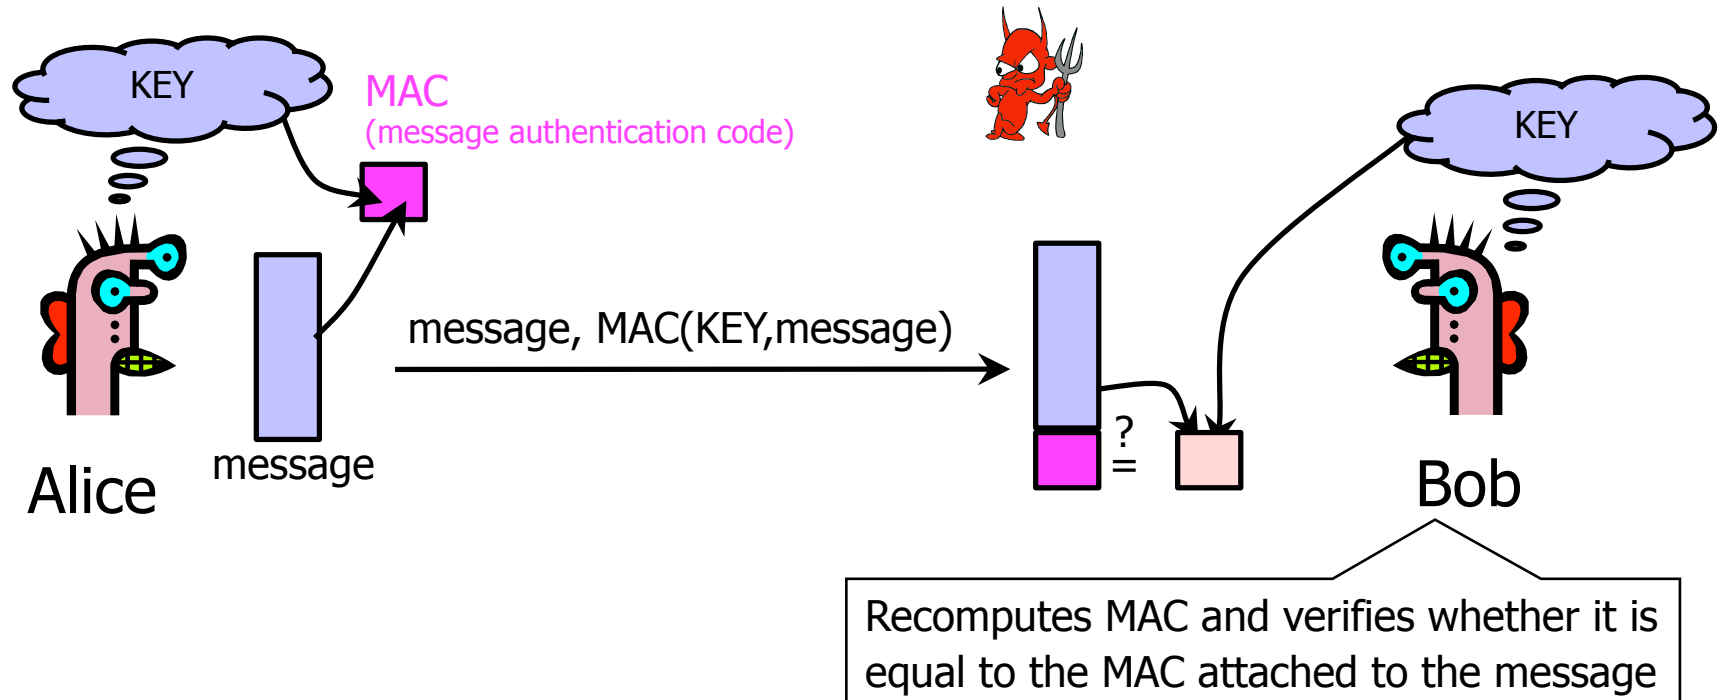 KEY
MAC
(message authentication code)
KEY
message, MAC(KEY,message)
?
=
message
Alice
Bob
Recomputes MAC and verifies whether it is
equal to the MAC attached to the message